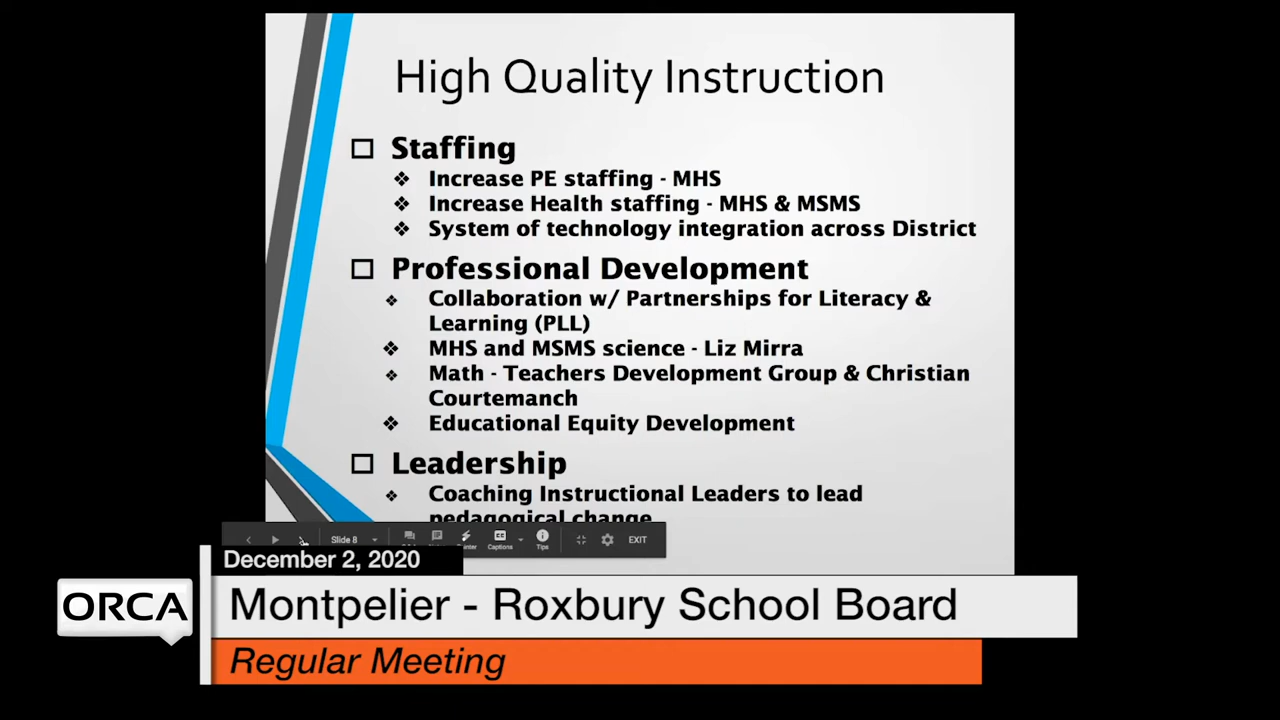 High Quality Instruction
Staffing
Increase PE staffing - MHS
Increase Health staffing - MHS & MSMS
System of technology integration across District
Professional Development
Collaboration w/ Partnerships for Literacy &
Learning (PLL)
MHS and MSMS science - Liz Mirra
Math - Teachers Development Group & Christian
Courtemanch
Educational Equity Development
Leadership
Coaching Instructional Leaders to lead
pedagogical change
Slide 8
Captions
Tips
EXIT
December 2, 2020
ORCA
Montpelier - Roxbury School Board
Regular Meeting